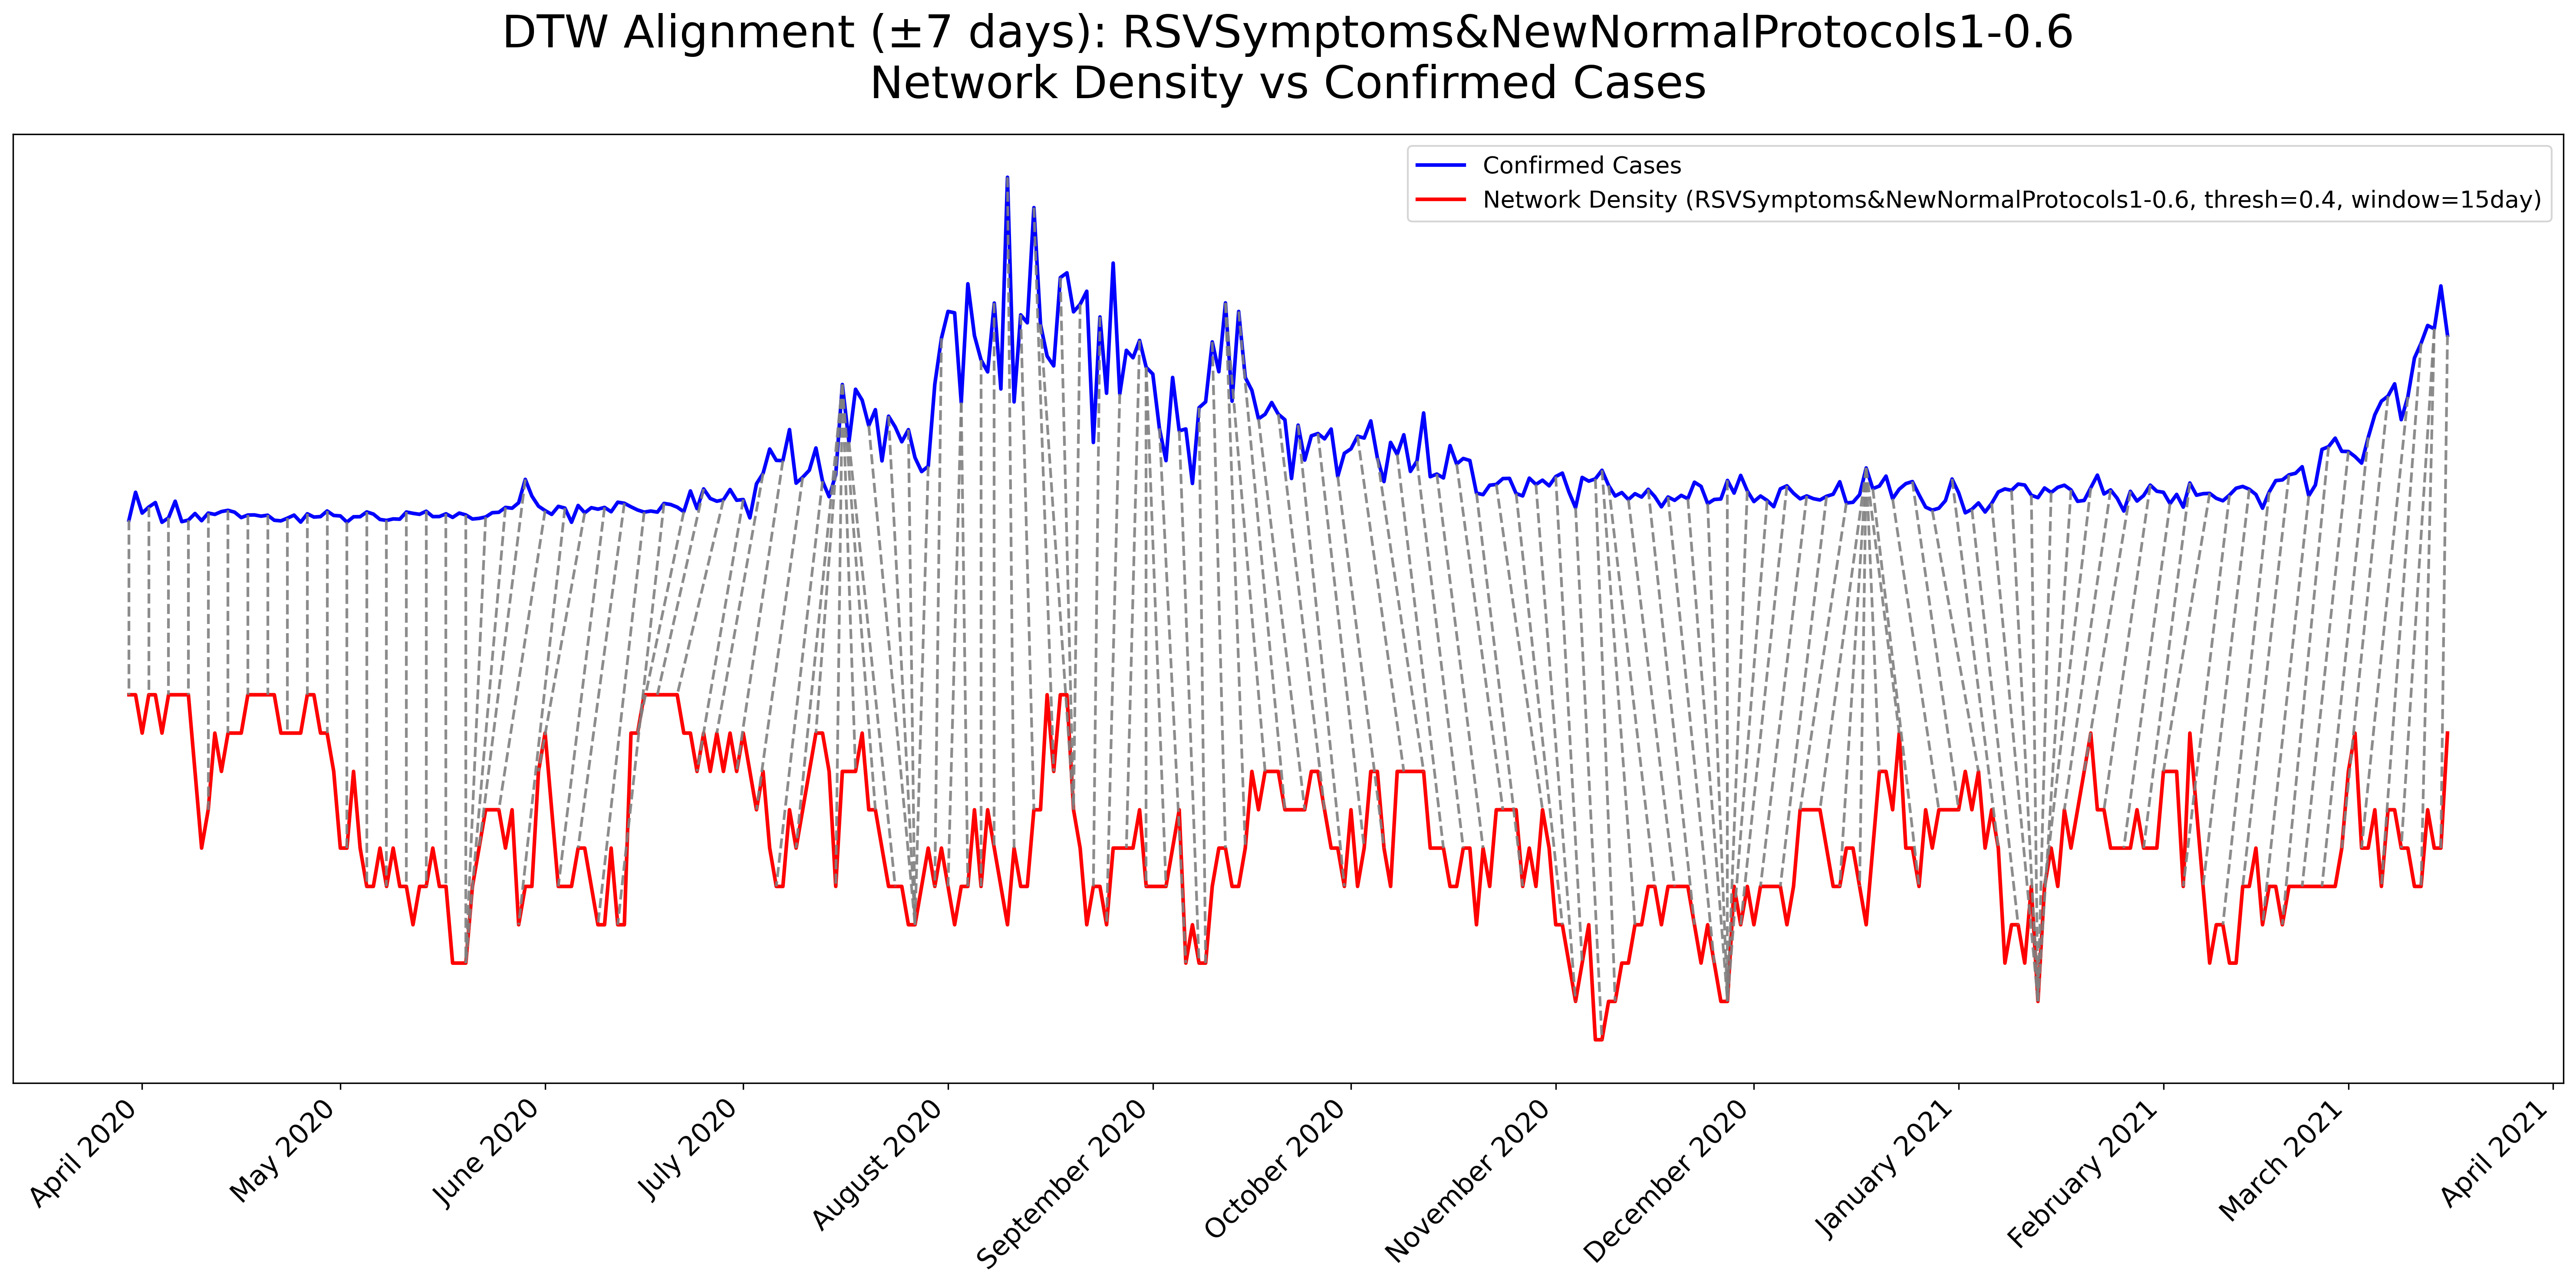 DTW Alignment (±7 days): RSVSymptoms&NewNormalProtocols1-0.6
Network Density vs Confirmed Cases
Confirmed Cases
Network Density (RSVSymptoms&NewNormalProtocols1-0.6, thresh=0.4, window=15day)
April 2020
May 2020
June 2020
July 2020
August 2020
September 2020
October 2020
November 2020
December 2020
January 2021
February 2021
March 2021
April 2021